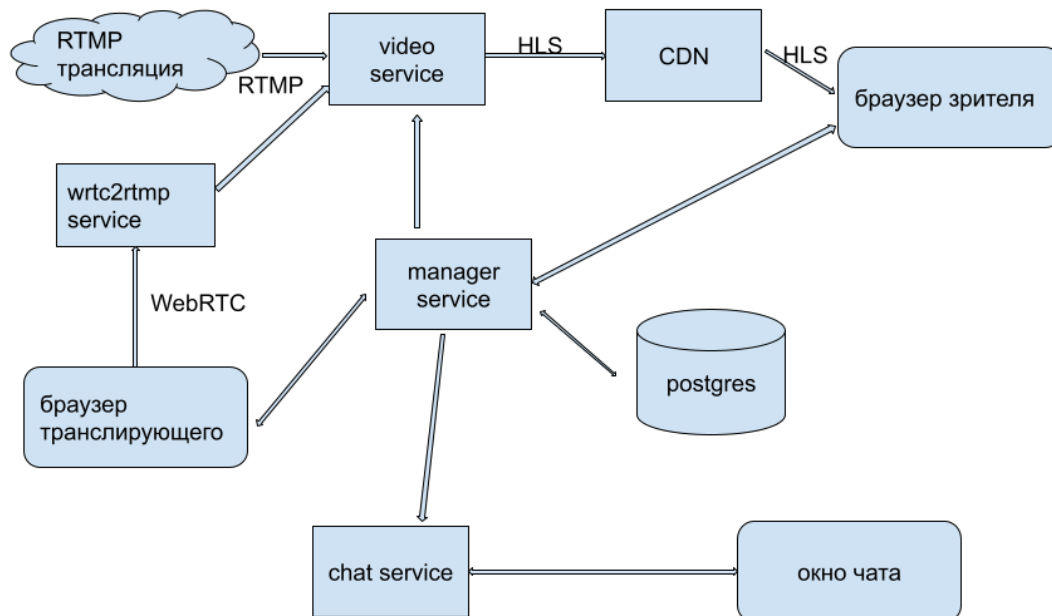 RTMP
трансляция
RTMP
video
service
HLS
CDN
HLS
браузер зрителя
wrtc2rtmp
service
manager
service
WebRTC
postgres
браузер
транслирующего
chat service
окно чата